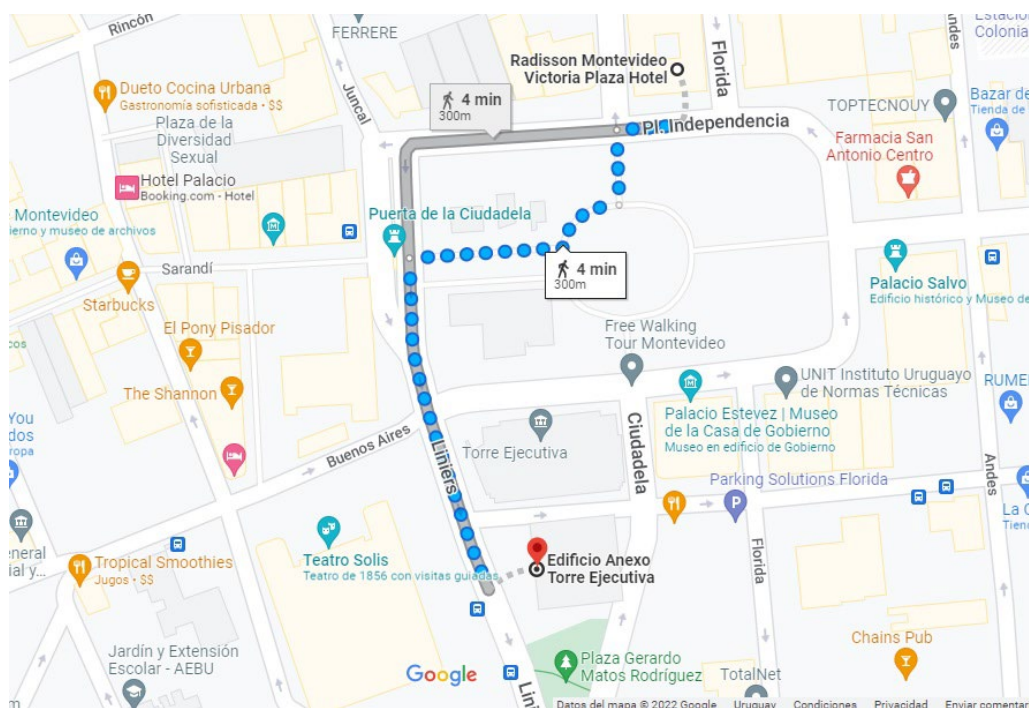 Rincón
FERRERE
Juncal
Radisson Montevideo
Victoria Plaza Hotel
Florida
Andes
Colonia
Dueto Cocina Urbana
Gastronomía sofisticada · $$
Plaza de la
Diversidad
Sexual
4 min
300m
Pl. Independencia
TOPTECNOUY
Bazar de
Tienda de
Farmacia San
Antonio Centro
Hotel Palacio
Booking.com - Hotel
Montevideo
ierno y museo de archivos
Puerta de la Ciudadela
Sarandí
4 min
300m
Starbucks
Palacio Salvo
Edificio histórico y Museo de
El Pony Pisador
Free Walking
Tour Montevideo
The Shannon
UNIT Instituto Uruguayo
de Normas Técnicas
RUME
Palacio Estevez | Museo
de la Casa de Gobierno
Museo en edificio de Gobierno
You
dos
ropa
Buenos Aires
Liniers
Torre Ejecutiva
Ciudadela
Andes
Parking Solutions Florida
P
La C
Tiend
Teatro Solis
Teatro de 1856 con visitas guiadas
Edificio Anexo
Torre Ejecutiva
Florida
eneral
ial y...
Tropical Smoothies
Jugos · $$
Jardín y Extensión
Escolar - AEBU
Google
Liniers
Plaza Gerardo
Matos Rodríguez
TotalNet
Chains Pub
Datos del mapa © 2022 Google Uruguay Condiciones Privacidad Enviar comentar